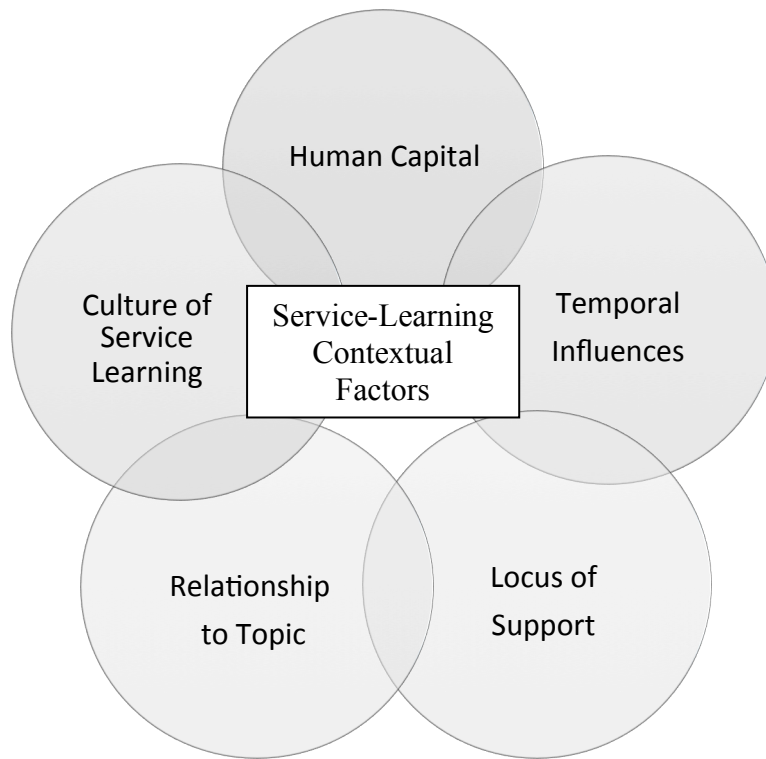 Human Capital
Culture of
Service
Learning
Service-Learning
Contextual
Factors
Temporal
Influences
Relationship
to Topic
Locus of
Support